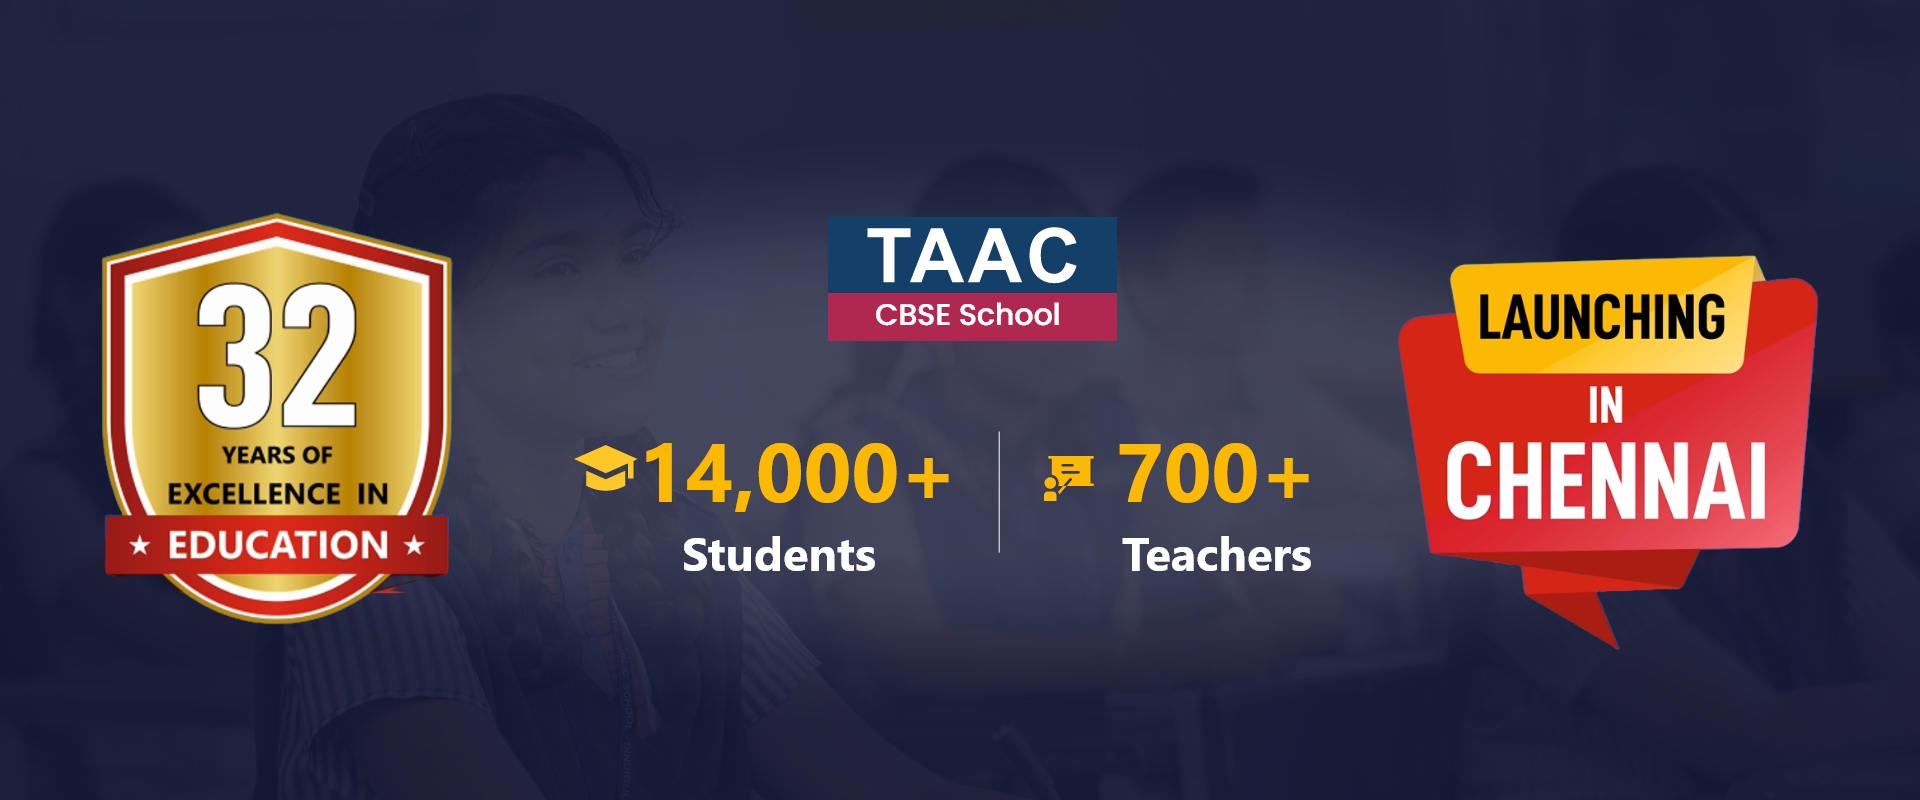 32
YEARS OF
EXCELLENCE IN
EDUCATION
TAAC
CBSE School
14,000+
Students
700+
Teachers
LAUNCHING
IN
CHENNAI